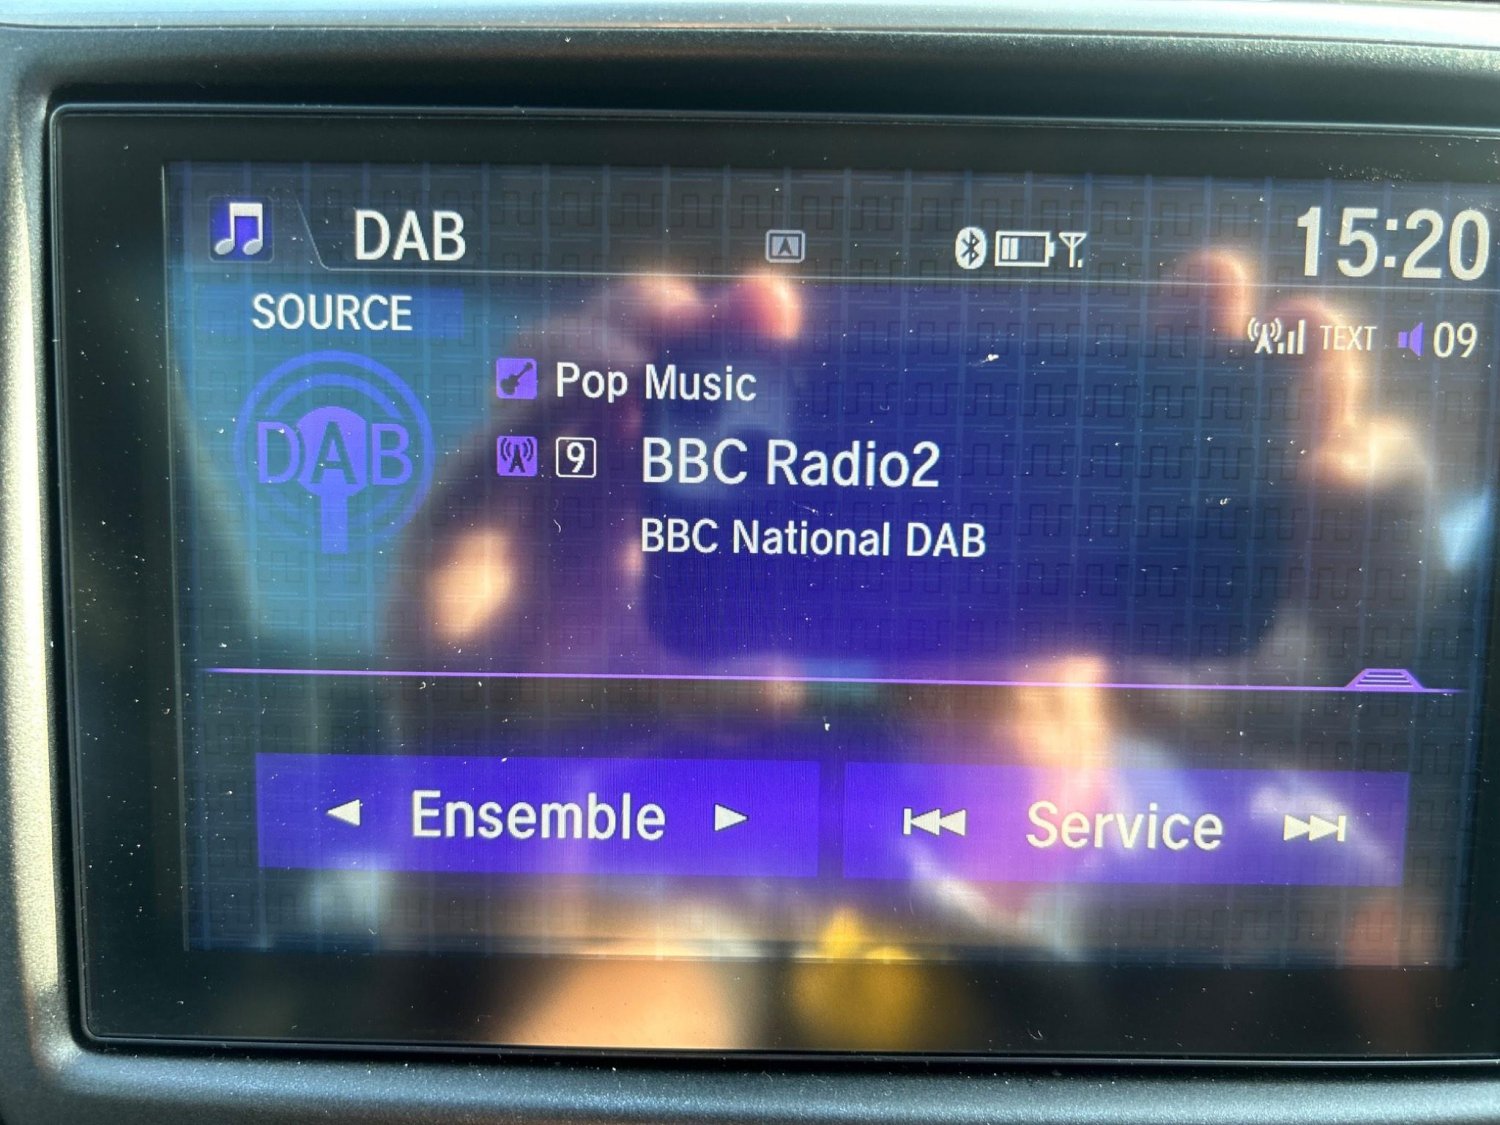 DAB
15:20
SOURCE
TEXT 09
DAB
Pop Music
9 BBC Radio2
BBC National DAB
Ensemble
Service